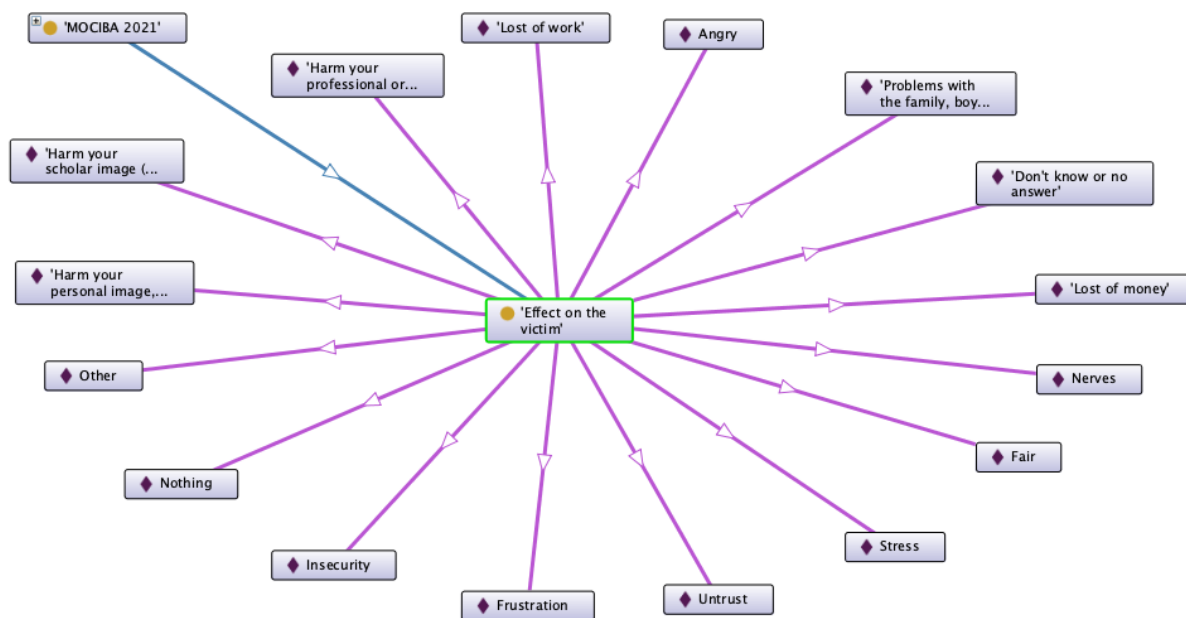 'MOCIBA 2021'
'Lost of work'
Angry
'Harm your
professional or...
'Problems with
the family, boy...
'Harm your
scholar image (...
'Don't know or no
answer'
'Harm your
personal image,...
'Lost of money'
'Effect on the
victim'
Other
Nerves
Fair
Nothing
Stress
Insecurity
Frustration
Untrust